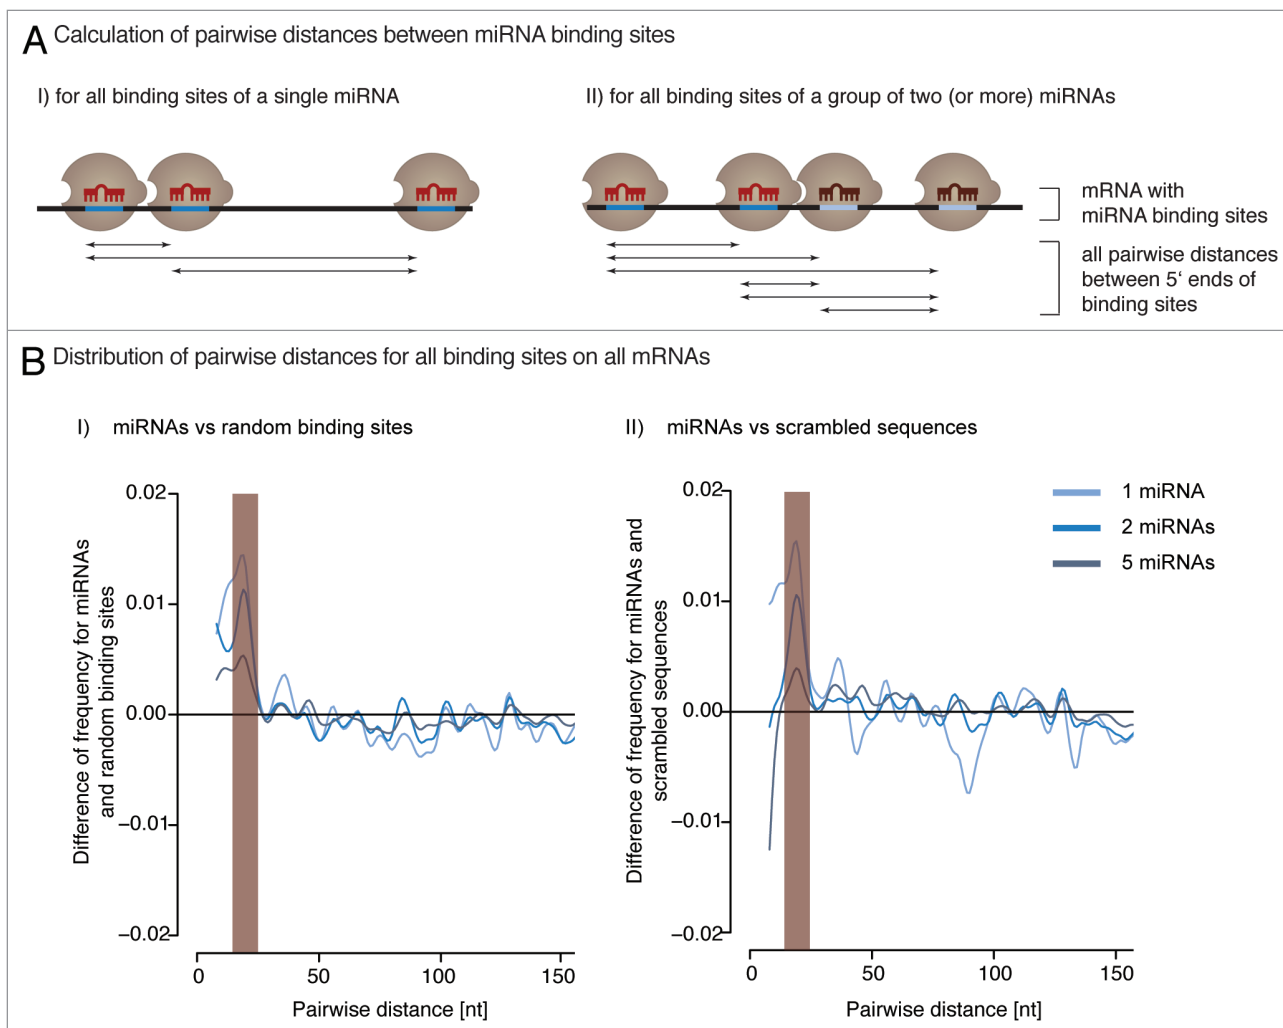 A Calculation of pairwise distances between miRNA binding sites
I) for all binding sites of a single miRNA
II) for all binding sites of a group of two (or more) miRNAs
mRNA with
miRNA binding sites
all pairwise distances
between 5‘ ends of
binding sites
B Distribution of pairwise distances for all binding sites on all mRNAs
I) miRNAs vs random binding sites
Difference of frequency for miRNAs
and random binding sites
0.02
0.01
0.00
−0.01
−0.02
0
50
100
150
Pairwise distance [nt]
II) miRNAs vs scrambled sequences
Difference of frequency for miRNAs and
scrambled sequences
0.02
0.01
0.00
−0.01
−0.02
0
50
100
150
Pairwise distance [nt]
1 miRNA
2 miRNAs
5 miRNAs